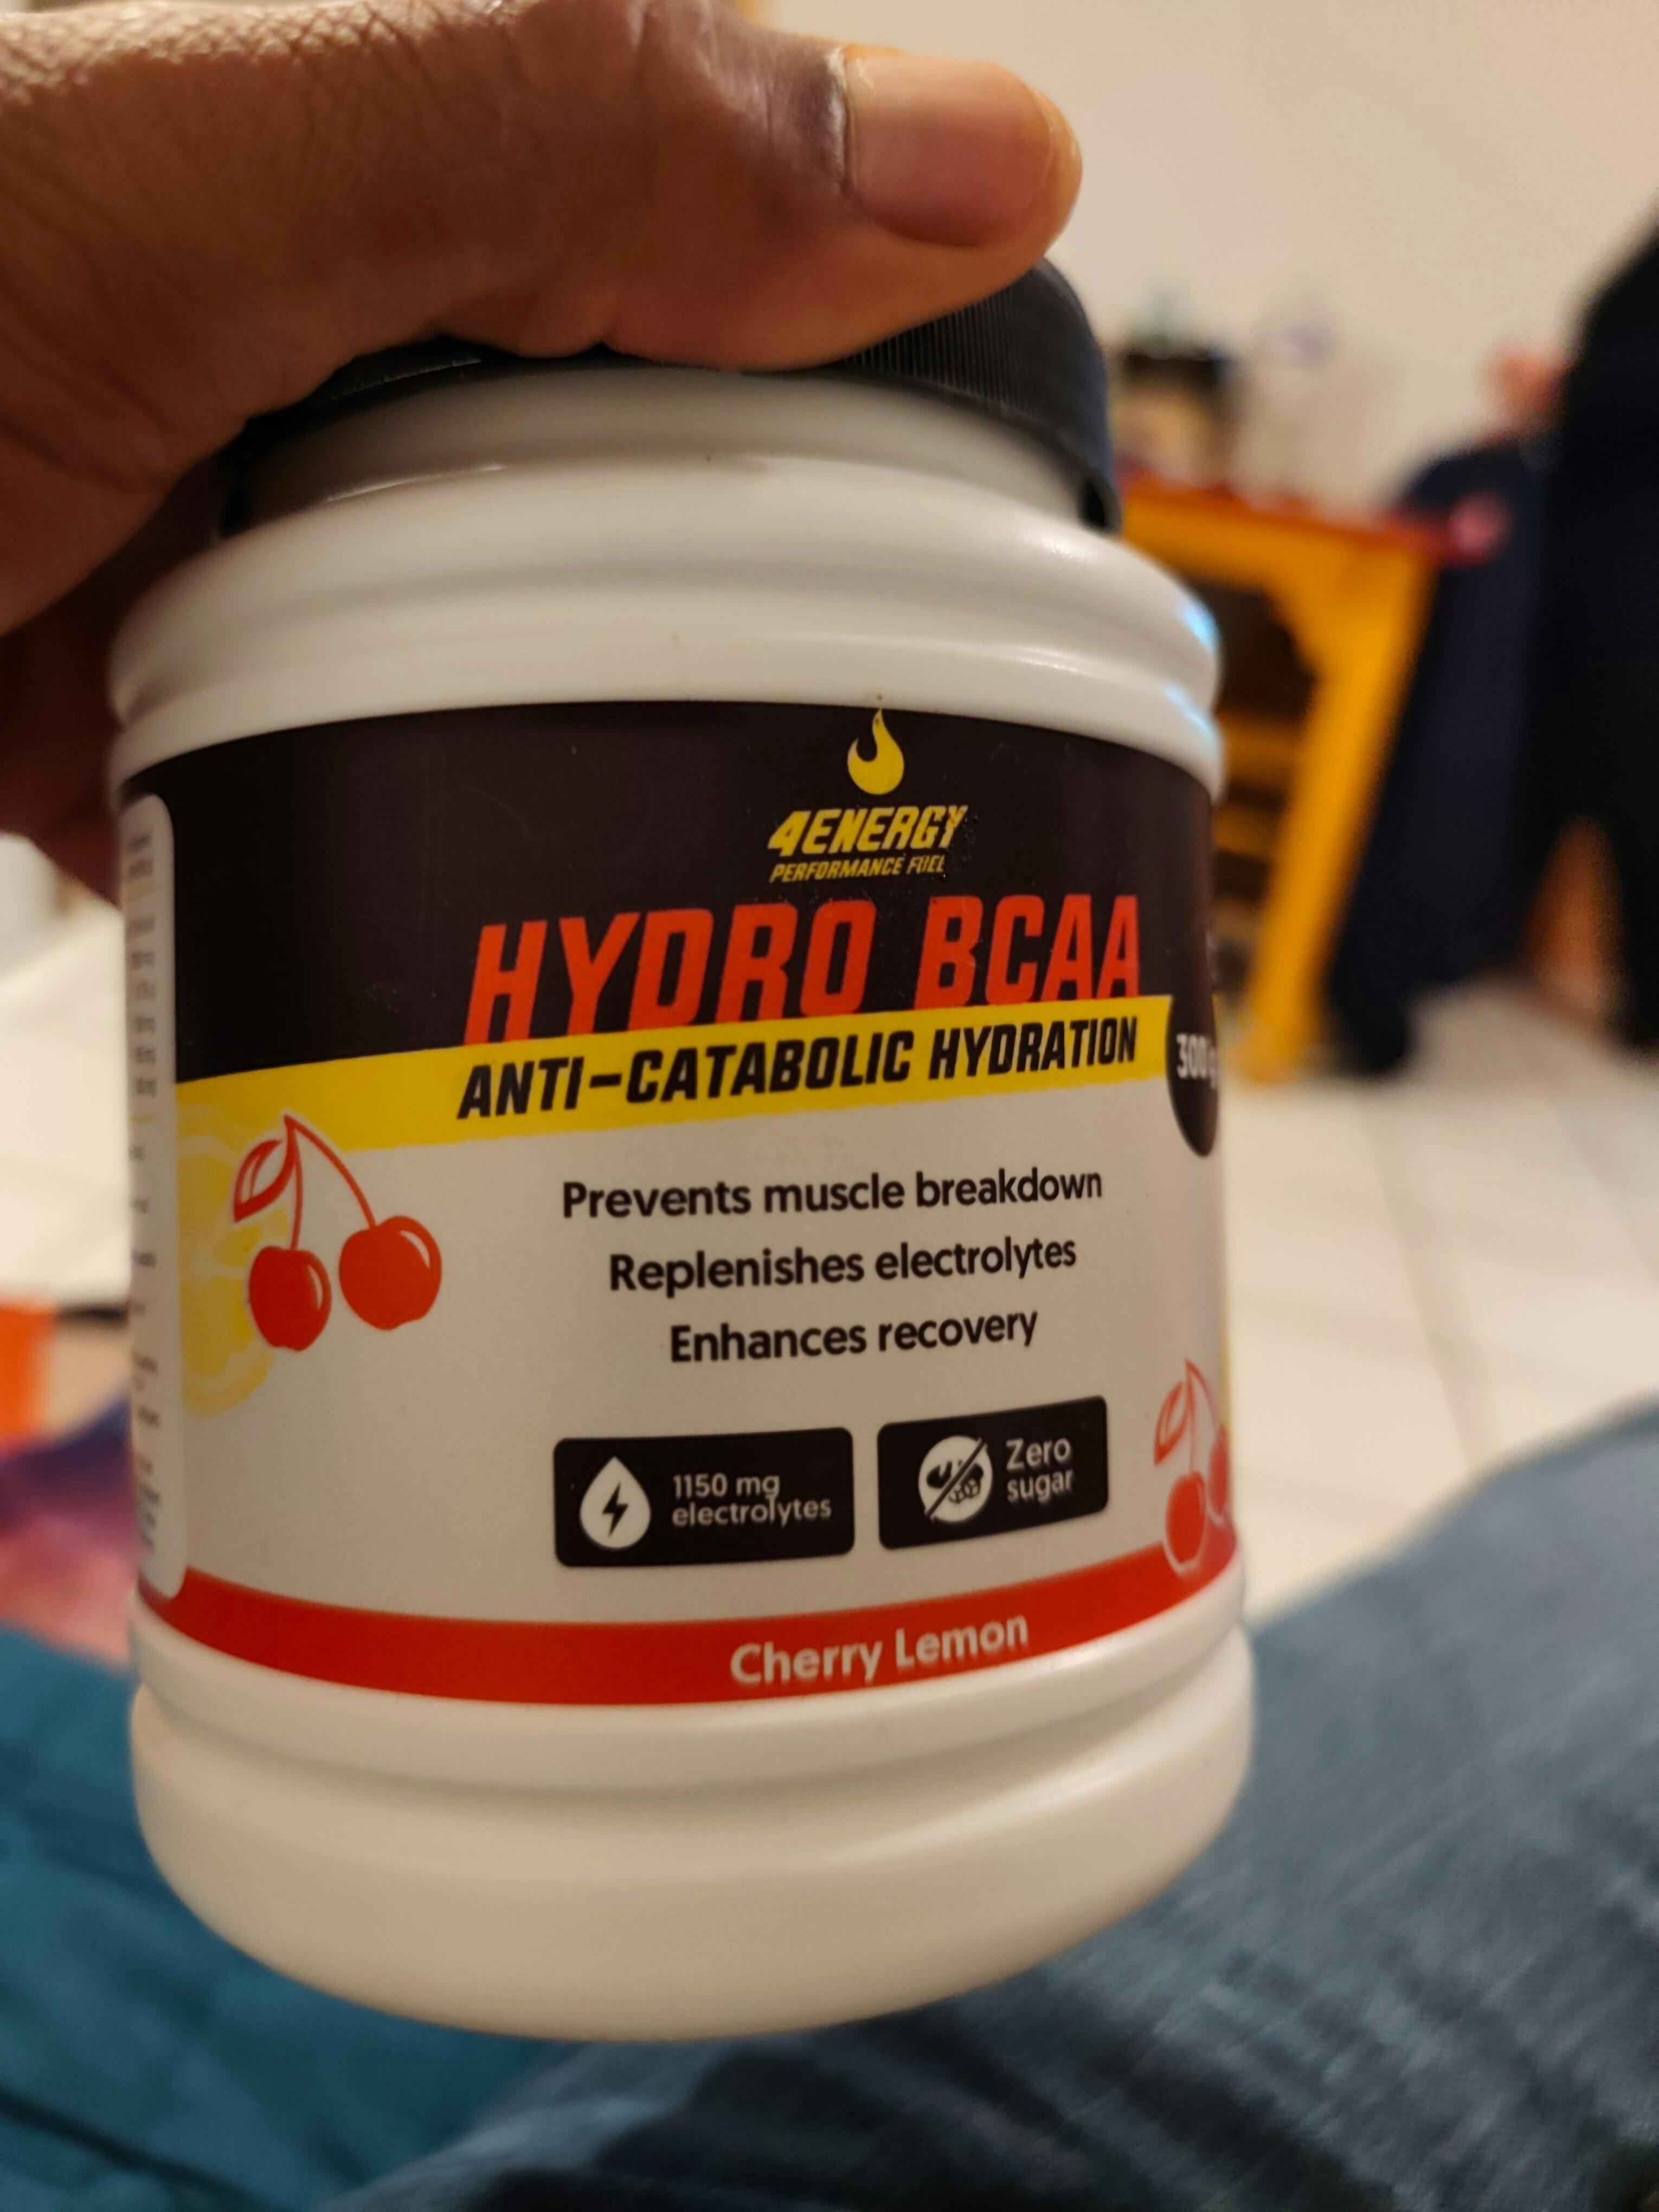 4ENERGY
PERFORMANCE FUEL
HYDRO BCAA
ANTI-CATABOLIC HYDRATION
300 g
Prevents muscle breakdown
Replenishes electrolytes
Enhances recovery
1150 mg
electrolytes
Zero
sugar
Cherry Lemon